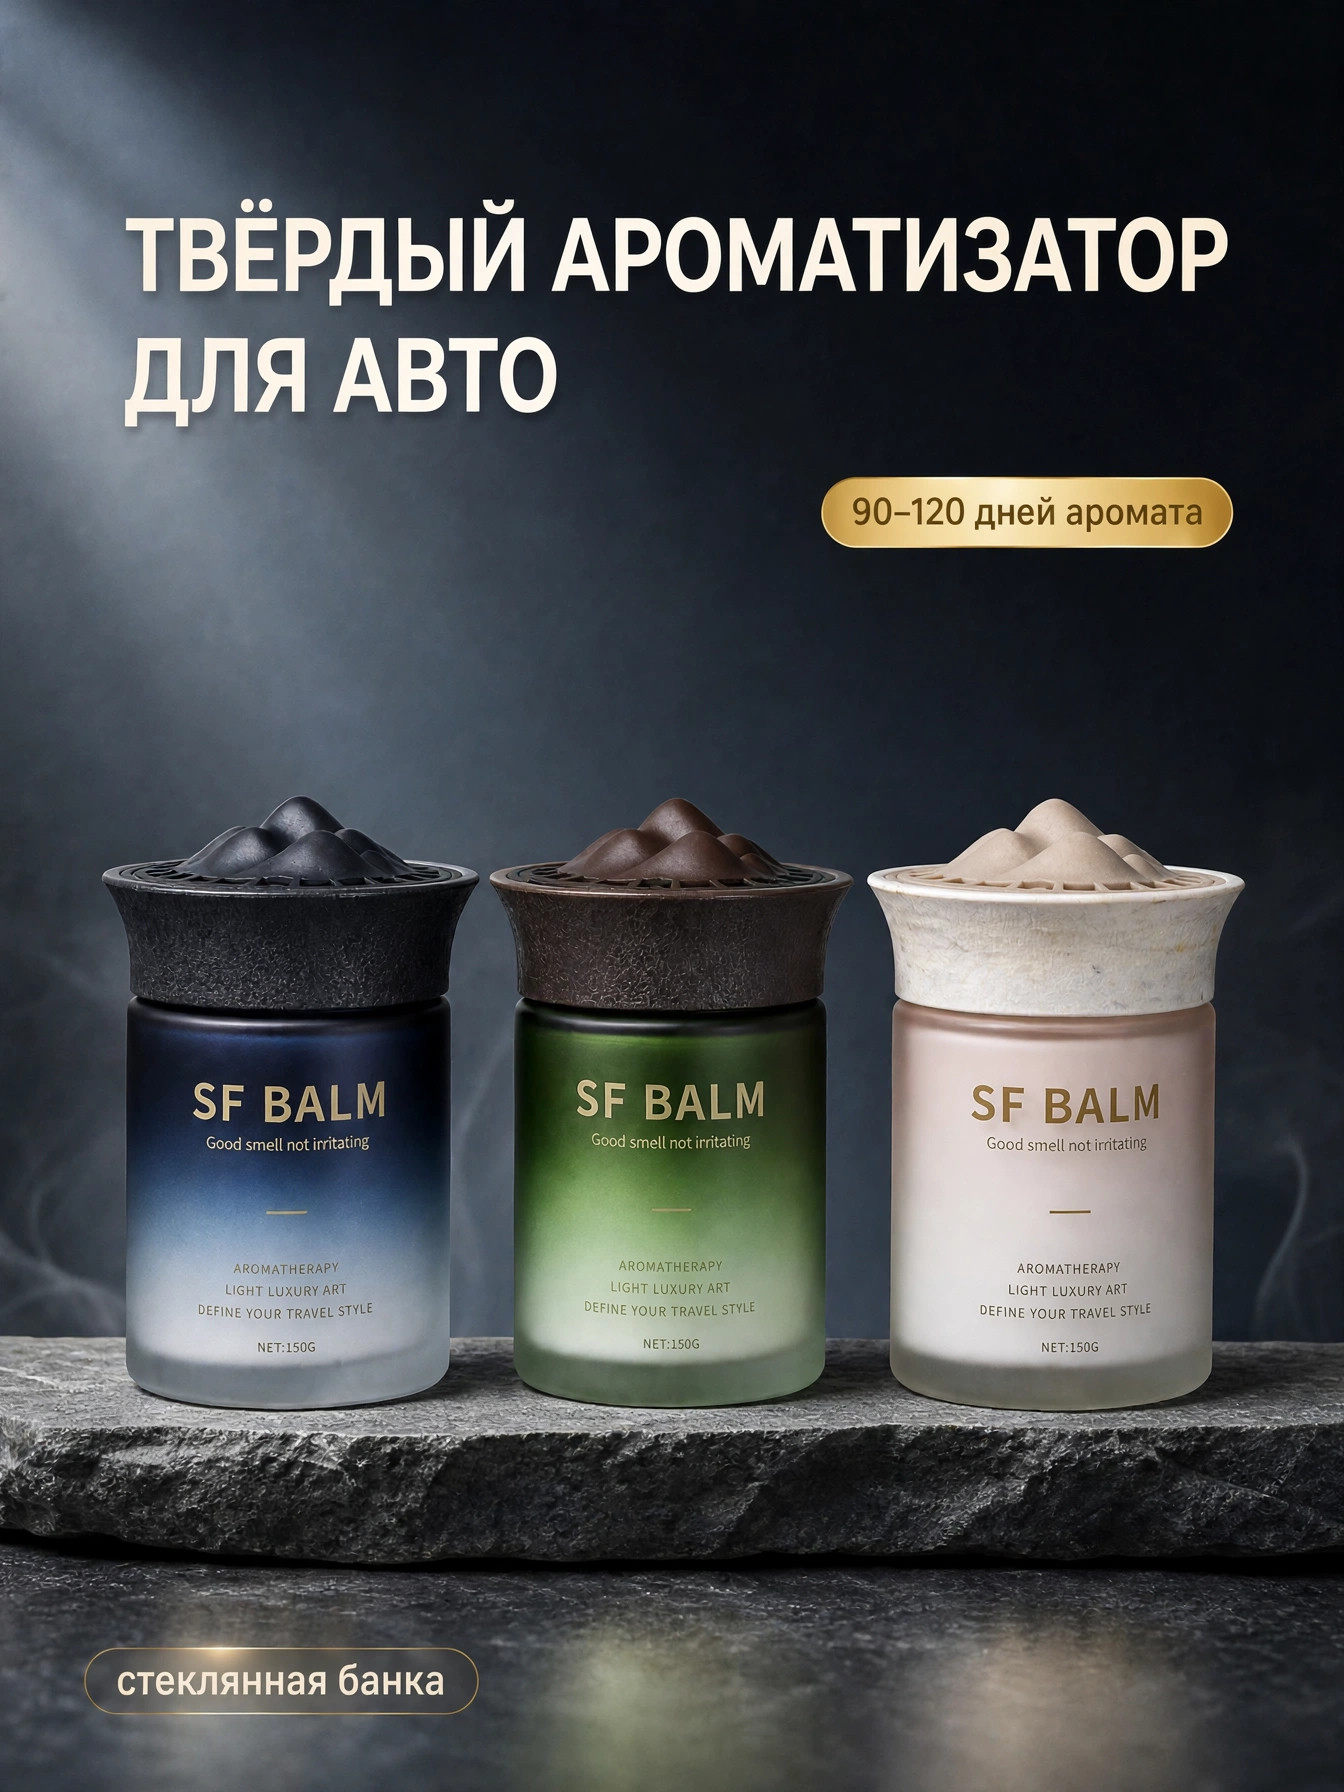 ТВЁРДЫЙ АРОМАТИЗАТОР
ДЛЯ АВТО
90–120 дней аромата
SF BALM
Good smell not irritating
AROMATHERAPY
LIGHT LUXURY ART
DEFINE YOUR TRAVEL STYLE
NET:150G
SF BALM
Good smell not irritating
AROMATHERAPY
LIGHT LUXURY ART
DEFINE YOUR TRAVEL STYLE
NET:150G
SF BALM
Good smell not irritating
AROMATHERAPY
LIGHT LUXURY ART
DEFINE YOUR TRAVEL STYLE
NET:150G
стеклянная банка